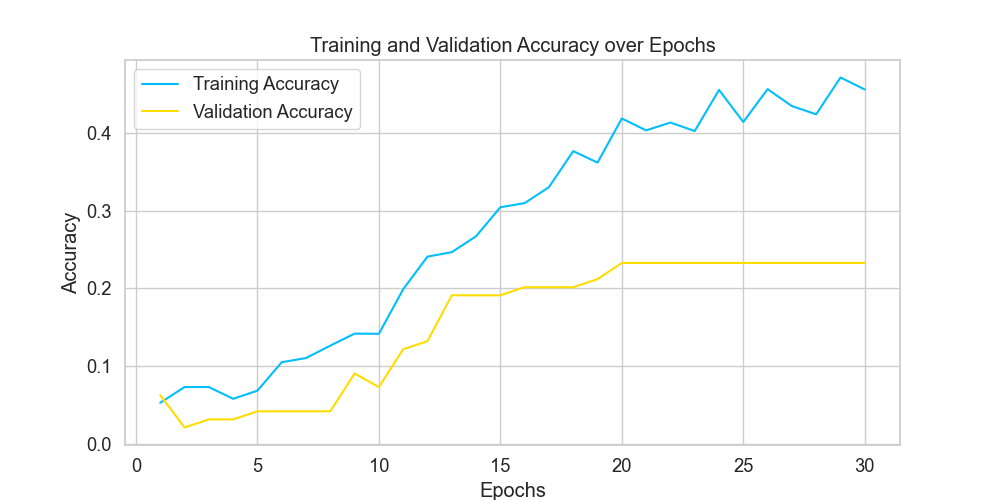 Training and Validation Accuracy over Epochs
Training Accuracy
Validation Accuracy
Accuracy
0.4
0.3
0.2
0.1
0.0
0 5 10 15 20 25 30
Epochs